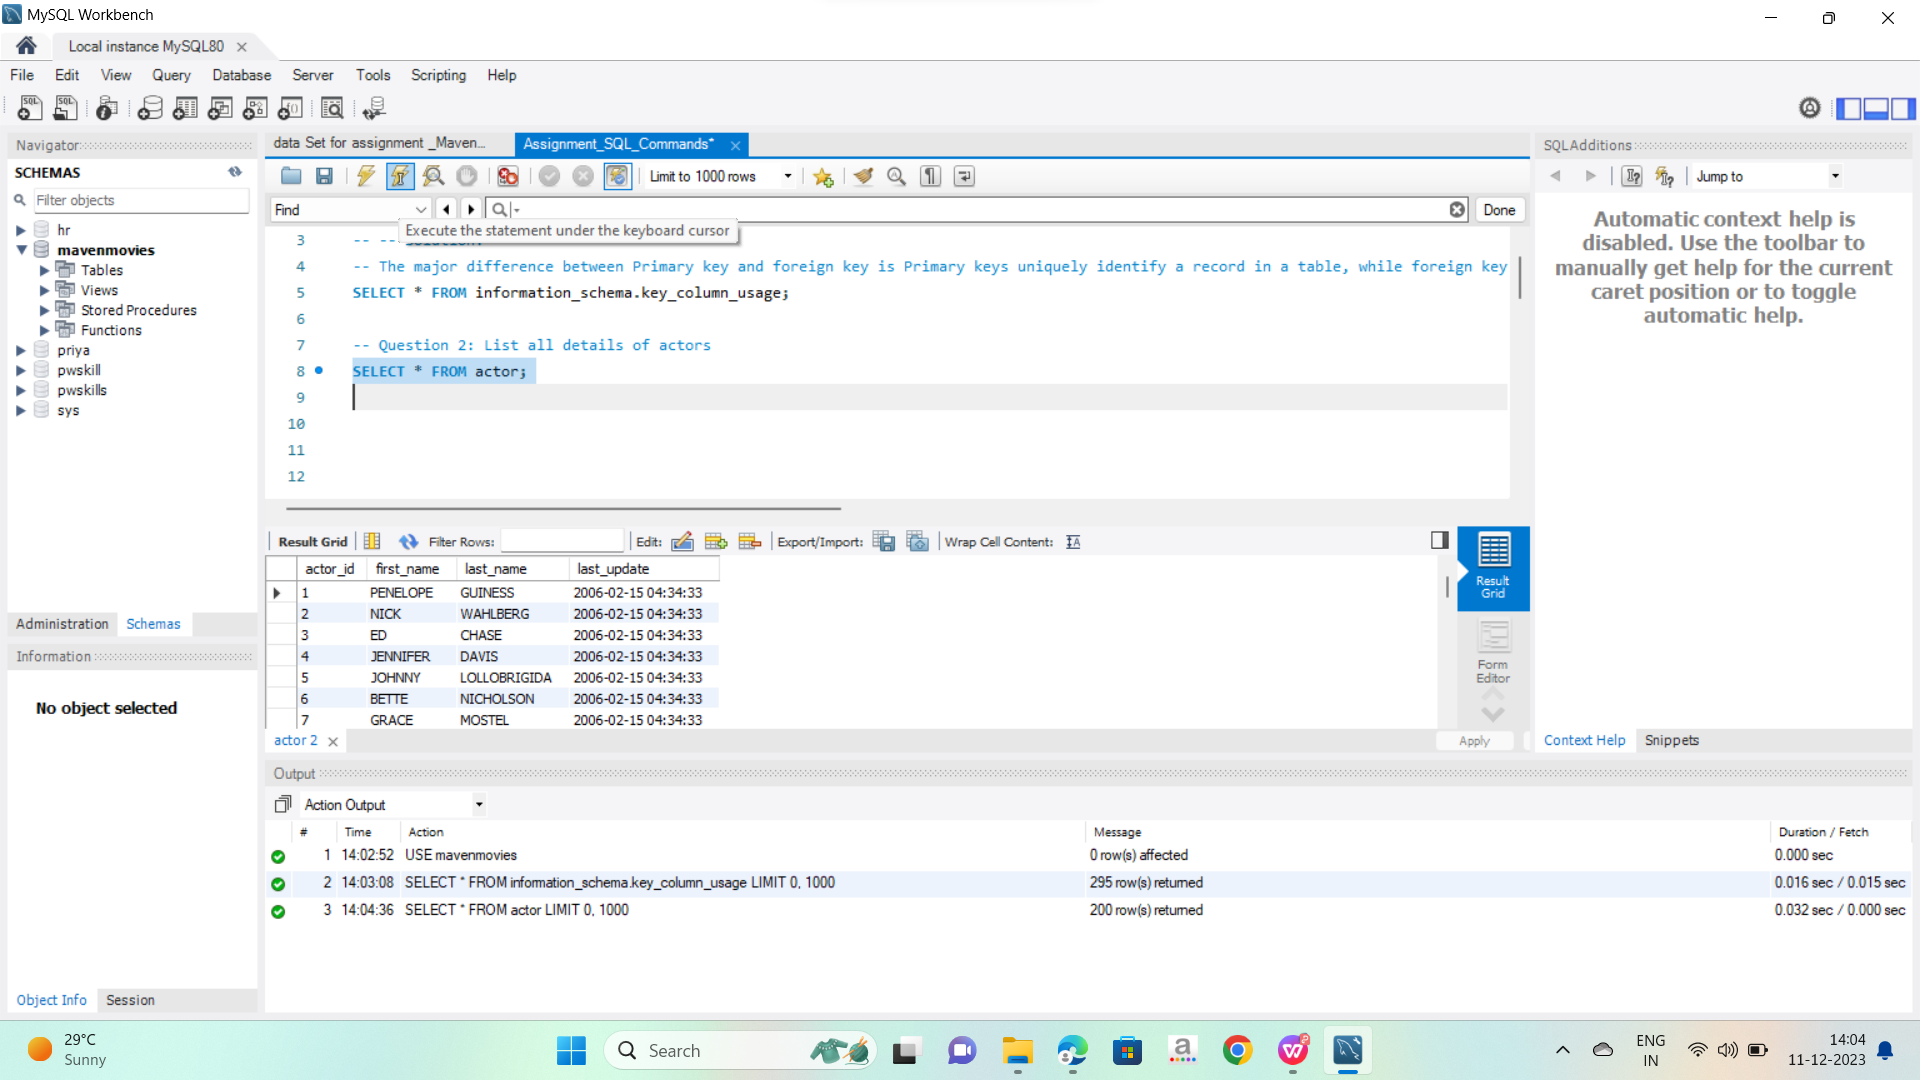 MySQL Workbench
Local instance MySQL80
File Edit View Query Database Server Tools Scripting Help
Navigator
SCHEMAS
Filter objects
hr
mavenmovies
Tables
Views
Stored Procedures
Functions
priya
pwskill
pwskills
sys
Administration Schemas
Information
No object selected
Object Info Session
data Set for assignment _Maven...
Assignment_SQL_Commands*
Limit to 1000 rows
Find
Done
Execute the statement under the keyboard cursor
3
4 -- The major difference between Primary key and foreign key is Primary keys uniquely identify a record in a table, while foreign key
5 SELECT * FROM information_schema.key_column_usage;
6
7 -- Question 2: List all details of actors
8 SELECT * FROM actor;
9
10
11
12
Result Grid Filter Rows: Edit: Export/Import: Wrap Cell Content:
actor_id first_name last_name last_update
1 PENELOPE GUINESS 2006-02-15 04:34:33
2 NICK WAHLBERG 2006-02-15 04:34:33
3 ED CHASE 2006-02-15 04:34:33
4 JENNIFER DAVIS 2006-02-15 04:34:33
5 JOHNNY LOLLOBRIGIDA 2006-02-15 04:34:33
6 BETTE NICHOLSON 2006-02-15 04:34:33
7 GRACE MOSTEL 2006-02-15 04:34:33
Result
Grid
Form
Editor
actor 2
Apply
SQLAdditions
Jump to
Automatic context help is
disabled. Use the toolbar to
manually get help for the current
caret position or to toggle
automatic help.
Context Help Snippets
Output
Action Output
# Time Action Message Duration / Fetch
1 14:02:52 USE mavenmovies 0 row(s) affected 0.000 sec
2 14:03:08 SELECT * FROM information_schema.key_column_usage LIMIT 0, 1000 295 row(s) returned 0.016 sec / 0.015 sec
3 14:04:36 SELECT * FROM actor LIMIT 0, 1000 200 row(s) returned 0.032 sec / 0.000 sec
29°C
Sunny
Search
ENG
IN
14:04
11-12-2023